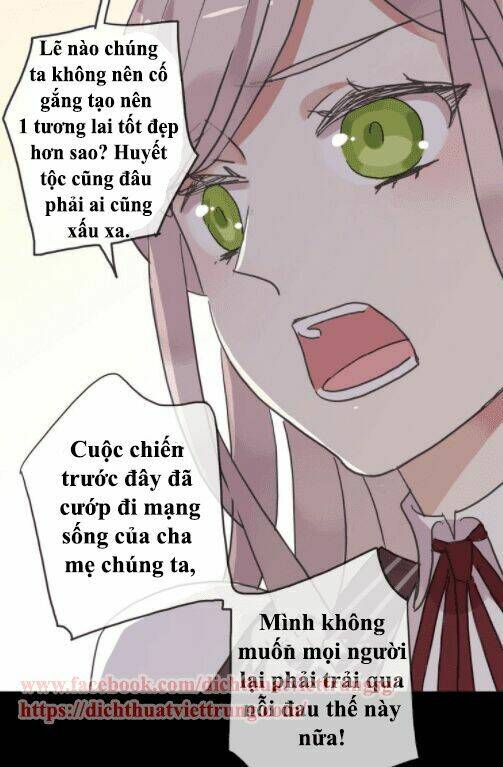 Lẽ nào chúng
ta không nên cố
gắng tạo nên
1 tương lai tốt đẹp
hơn sao? Huyết
tộc cũng đâu
phải ai cũng
xấu xa.
Cuộc chiến
trước đây đã
cướp đi mạng
sống của cha
mẹ chúng ta,
Mình không
muốn mọi người
lại phải trải qua
nỗi đau thế này
nữa!
www.facebook.com/dichthuatviettrung
https://dichthuatviettrung